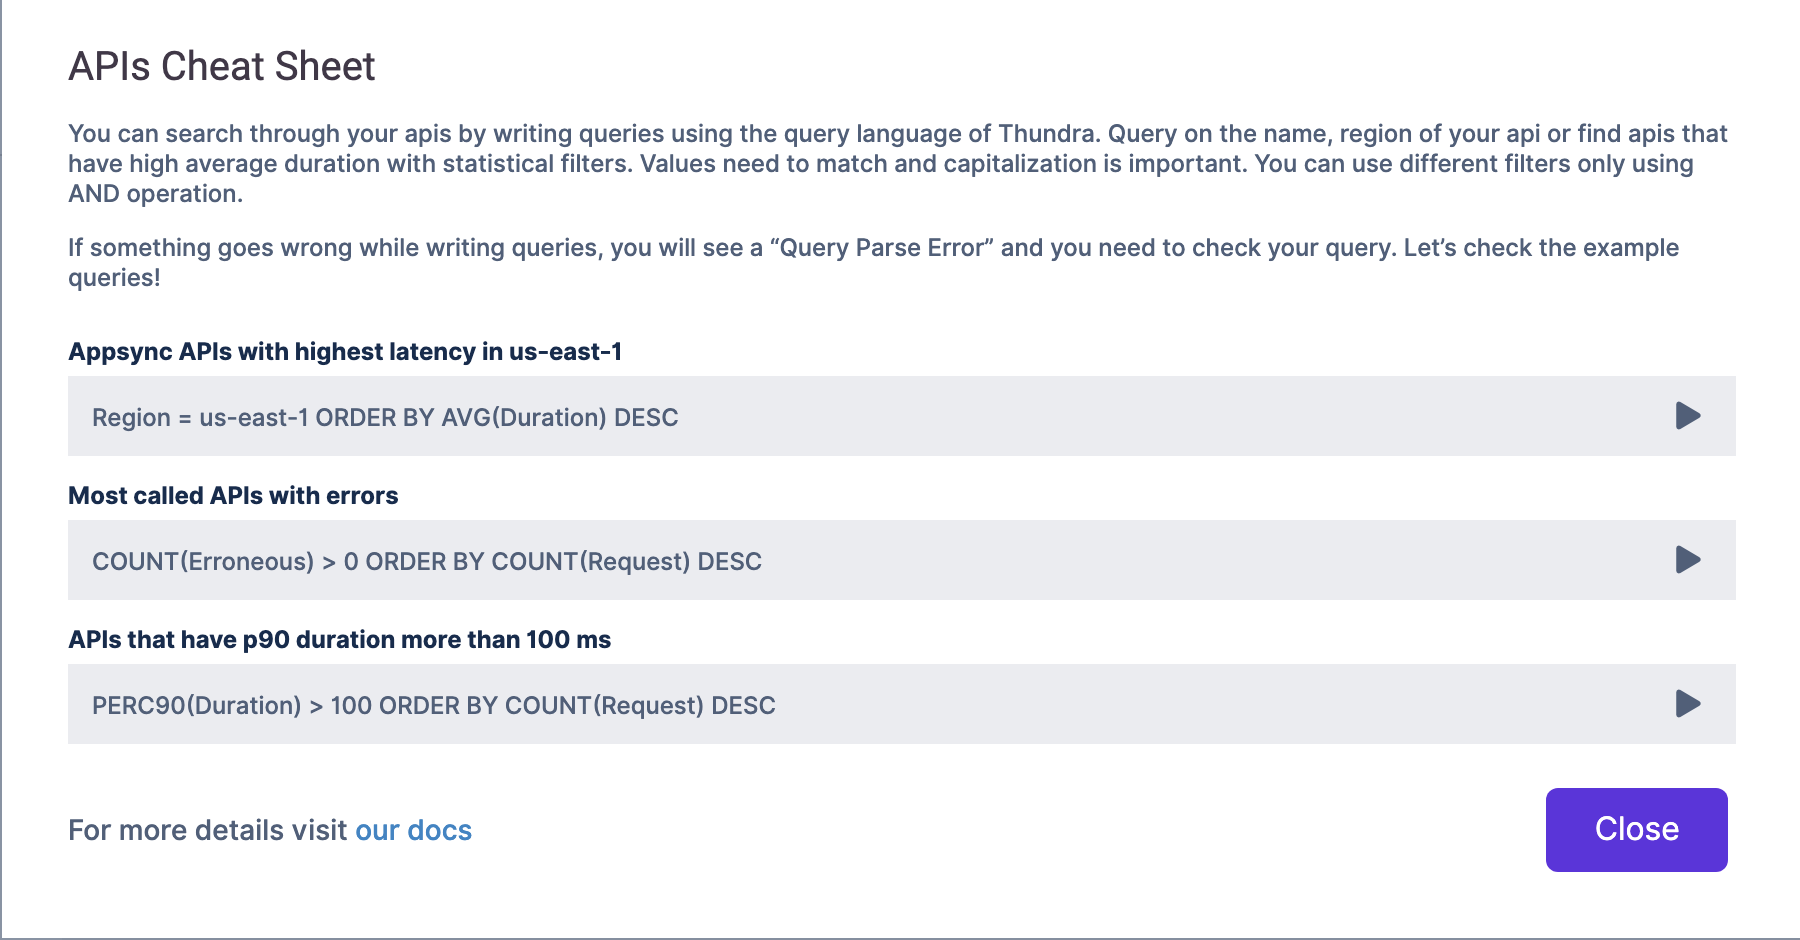 APIs Cheat Sheet
You can search through your apis by writing queries using the query language of Thundra. Query on the name, region of your api or find apis that
have high average duration with statistical filters. Values need to match and capitalization is important. You can use different filters only using
AND operation.
If something goes wrong while writing queries, you will see a “Query Parse Error” and you need to check your query. Let’s check the example
queries!
Appsync APIs with highest latency in us-east-1
Region = us-east-1 ORDER BY AVG(Duration) DESC
Most called APIs with errors
COUNT(Erroneous) > 0 ORDER BY COUNT(Request) DESC
APIs that have p90 duration more than 100 ms
PERC90(Duration) > 100 ORDER BY COUNT(Request) DESC
For more details visit our docs
Close